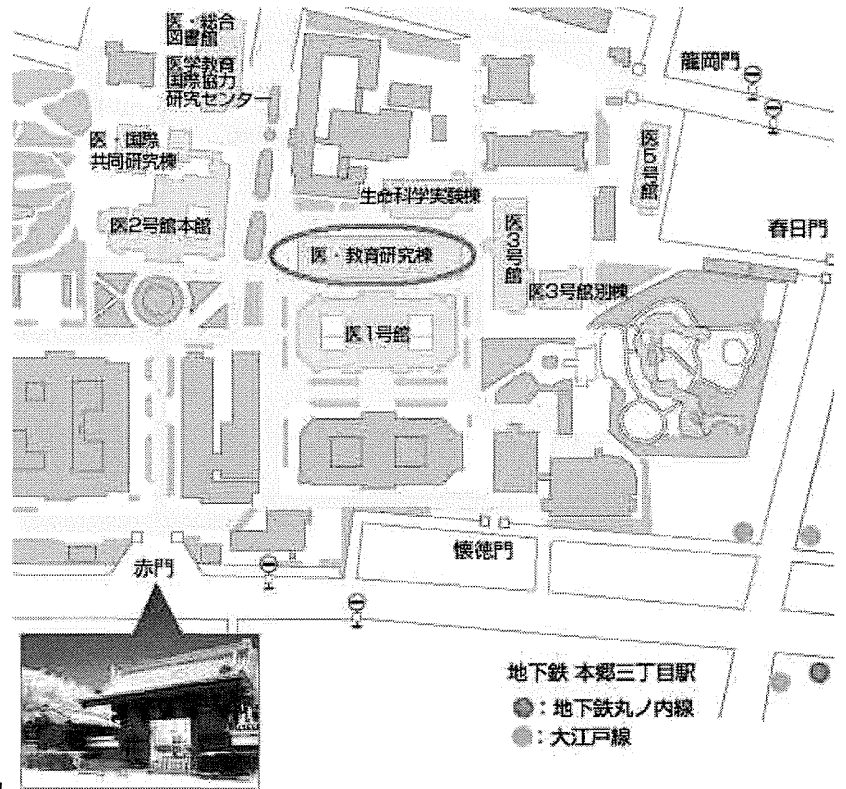 医・総合
図書館
医学教育
国際協力
研究センター
龍岡門
医・国際
共同研究棟
医5号館
生命科学実験棟
医2号館本館
医3号館
春日門
医・教育研究棟
医3号館別棟
医1号館
懐徳門
赤門
地下鉄 本郷三丁目駅
：地下鉄丸ノ内線
：大江戸線